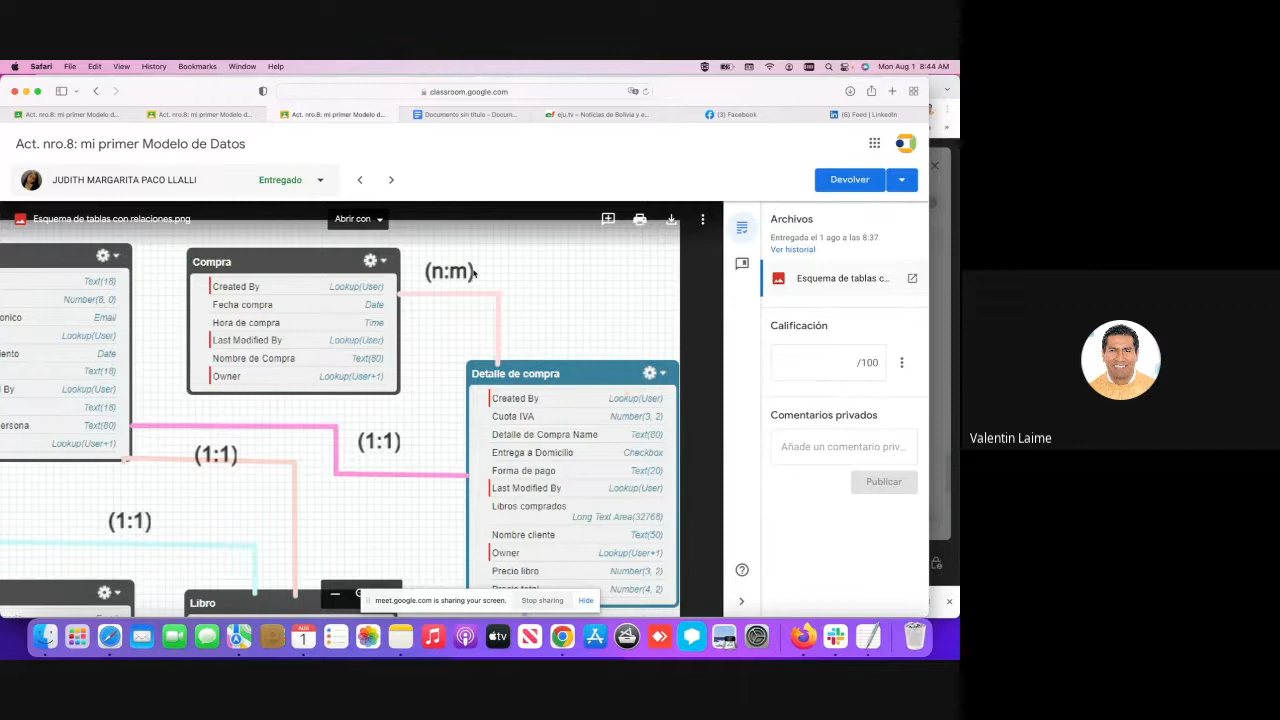 Safari File Edit View History Bookmarks Window Help Mon Aug 1 8:44 AM
classroom.google.com
Act. nro.8: mi primer Modelo d... Act. nro.8: mi primer Modelo d... Act. nro.8: mi primer Modelo d... Documento sin título - Docum... eju.tv – Noticias de Bolivia y e... (3) Facebook (6) Feed | LinkedIn
Act. nro.8: mi primer Modelo de Datos
JUDITH MARGARITA PACO LLALLI Entregado Devolver
Esquema de tablas con relaciones.png Abrir con
Text(18)
Number(8, 0)
onico Email
Lookup(User)
iento Date
Text(18)
d By Lookup(User)
Text(18)
ersona Text(80)
Lookup(User+1)
Compra
Created By Lookup(User)
Fecha compra Date
Hora de compra Time
Last Modified By Lookup(User)
Nombre de Compra Text(80)
Owner Lookup(User+1)
(n:m)
(1:1)
(1:1)
(1:1)
Detalle de compra
Created By Lookup(User)
Cuota IVA Number(3, 2)
Detalle de Compra Name Text(80)
Entrega a Domicilio Checkbox
Forma de pago Text(20)
Last Modified By Lookup(User)
Libros comprados
Long Text Area(32768)
Nombre cliente Text(50)
Owner Lookup(User+1)
Precio libro Number(3, 2)
Precio total Number(4, 2)
Libro
Archivos
Entregada el 1 ago a las 8:37
Ver historial
Esquema de tablas c...
Calificación
/100
Comentarios privados
Añade un comentario priv...
Publicar
meet.google.com is sharing your screen. Stop sharing Hide
AUG
1
tv
Valentin Laime